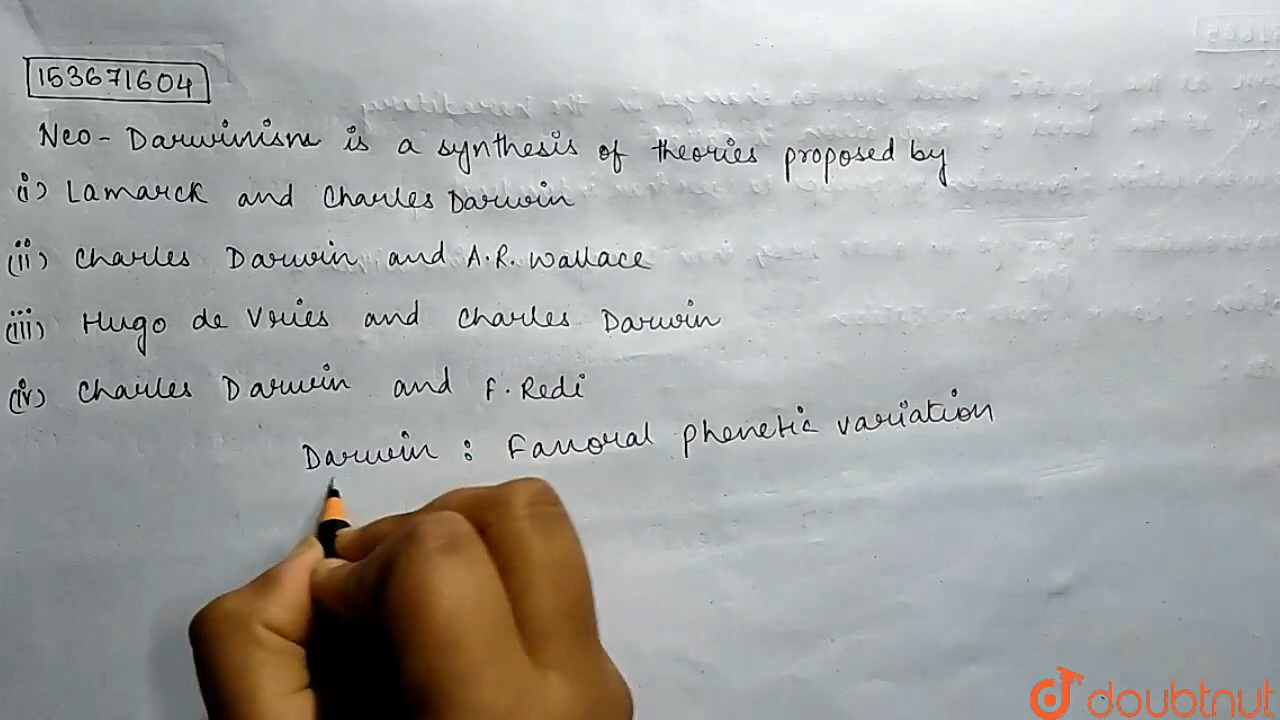 153671604
Neo-Darwinism is a synthesis of theories proposed by
(i) Lamarck and Charles Darwin
(ii) Charles Darwin and A.R. Wallace
(iii) Hugo de Vries and Charles Darwin
(iv) Charles Darwin and F. Redi
Darwin : Favoral phenetic variation
doubtnut